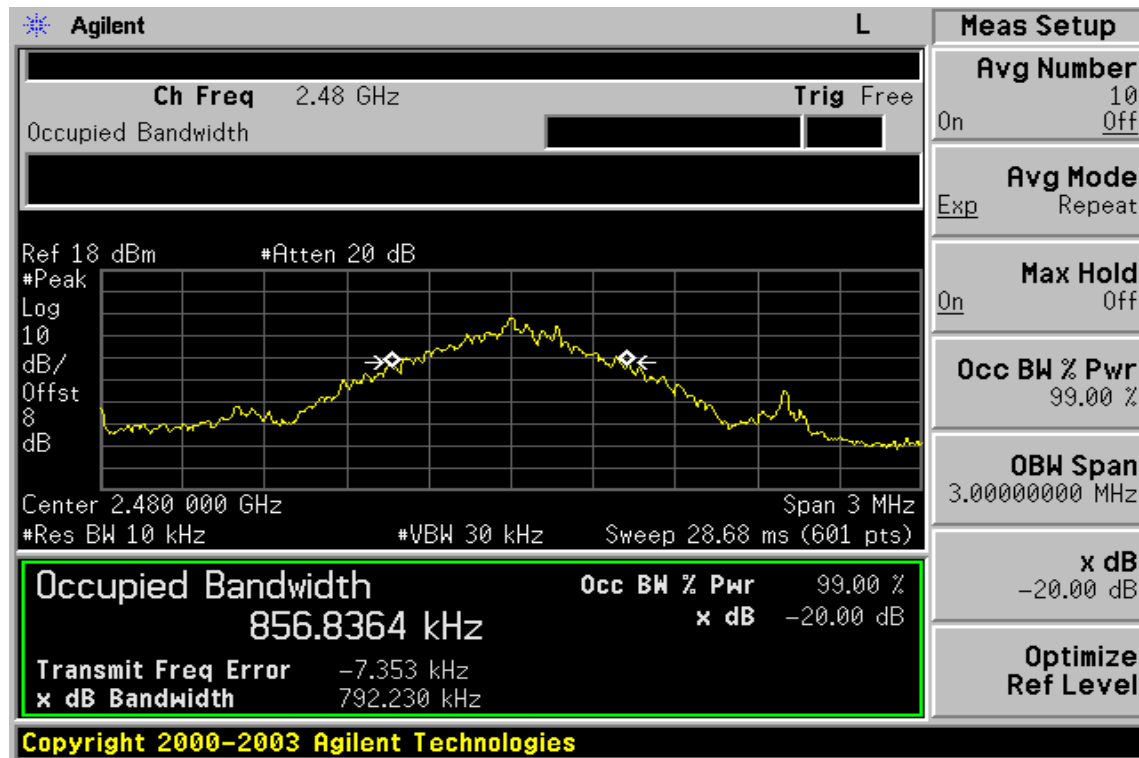 Agilent L
Ch Freq 2.48 GHz Trig Free
Occupied Bandwidth
Ref 18 dBm #Atten 20 dB
#Peak
Log
10
dB/
Offst
8
dB
Center 2.480 000 GHz Span 3 MHz
#Res BW 10 kHz #VBW 30 kHz Sweep 28.68 ms (601 pts)
Occupied Bandwidth Occ BW % Pwr 99.00 %
856.8364 kHz x dB -20.00 dB
Transmit Freq Error -7.353 kHz
x dB Bandwidth 792.230 kHz
Copyright 2000-2003 Agilent Technologies
Meas Setup
Avg Number
10
On Off
Avg Mode
Exp Repeat
Max Hold
On Off
Occ BW % Pwr
99.00 %
OBW Span
3.00000000 MHz
x dB
-20.00 dB
Optimize
Ref Level